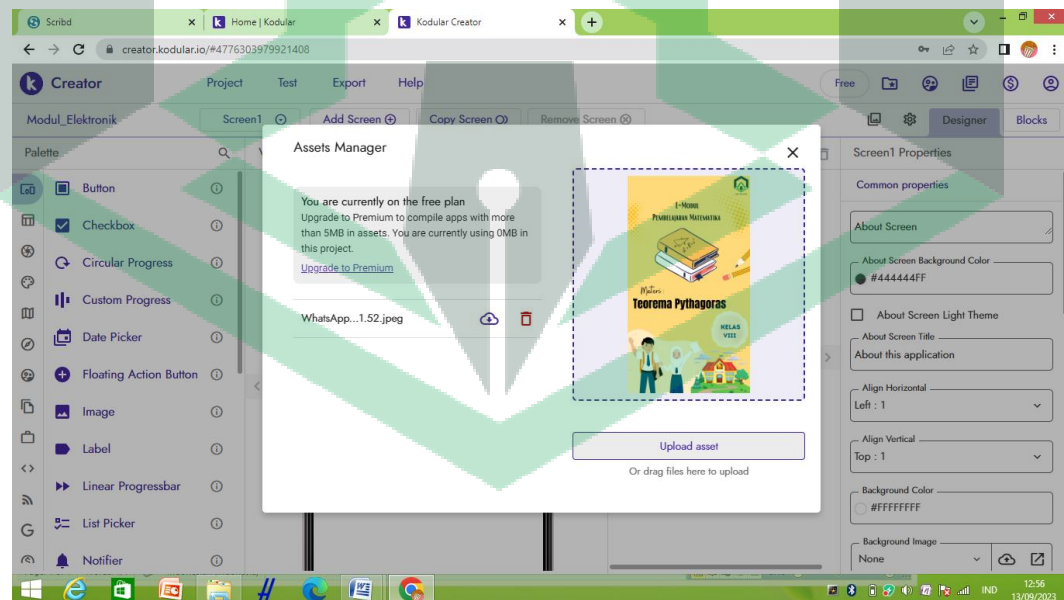 Scribd
Home | Kodular
Kodular Creator
creator.kodular.io/#4776303979921408
Creator
Project
Test
Export
Help
Free
Modul_Elektronik
Screen1
Add Screen
Copy Screen
Remove Screen
Designer
Blocks
Palette
Button
Checkbox
Circular Progress
Custom Progress
Date Picker
Floating Action Button
Image
Label
Linear Progressbar
List Picker
Notifier
Assets Manager
You are currently on the free plan
Upgrade to Premium to compile apps with more
than 5MB in assets. You are currently using 0MB in
this project.
Upgrade to Premium
WhatsApp...1.52.jpeg
E-Modul
Pembelajaran Matematika
Materi :
Teorema Pythagoras
KELAS
VIII
Upload asset
Or drag files here to upload
Screen1 Properties
Common properties
About Screen
About Screen Background Color
#444444FF
About Screen Light Theme
About Screen Title
About this application
Align Horizontal
Left : 1
Align Vertical
Top : 1
Background Color
#FFFFFFFF
Background Image
None
IND
12:56
13/09/2023